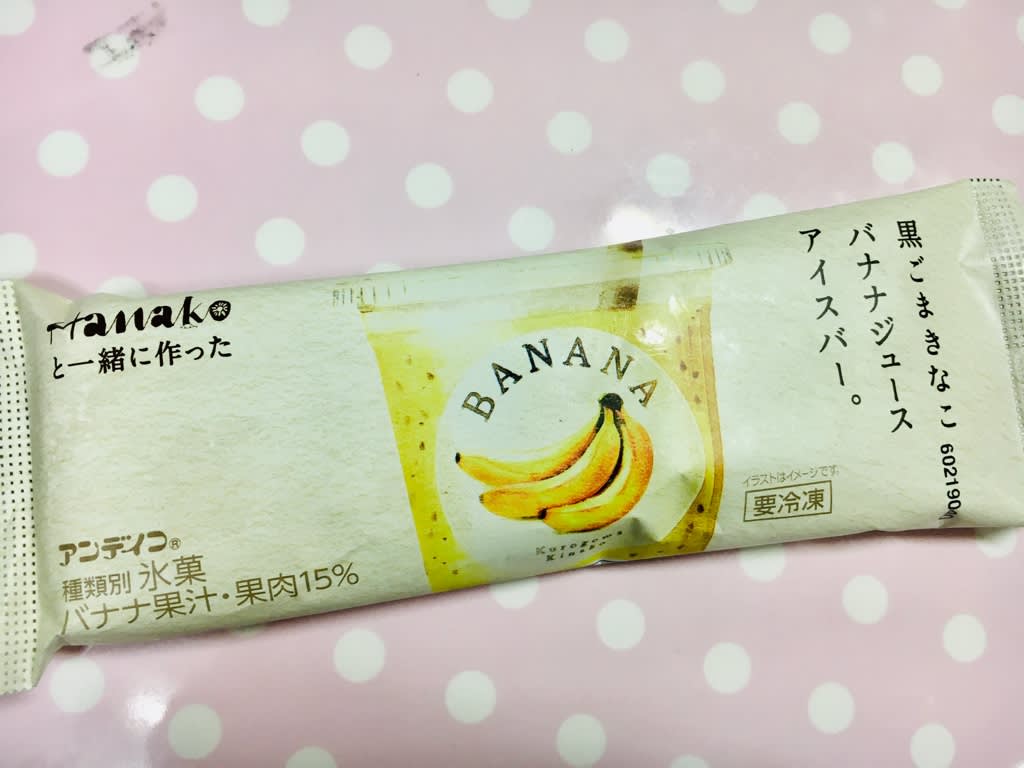 Hanako
と一緒に作った
アンディコ®
種類別 氷菓
バナナ果汁・果肉15%
BANANA
Kurogoma
Kinako
黒ごまきなこ
バナナジュース
アイスバー。
イラストはイメージです
要冷凍
602190